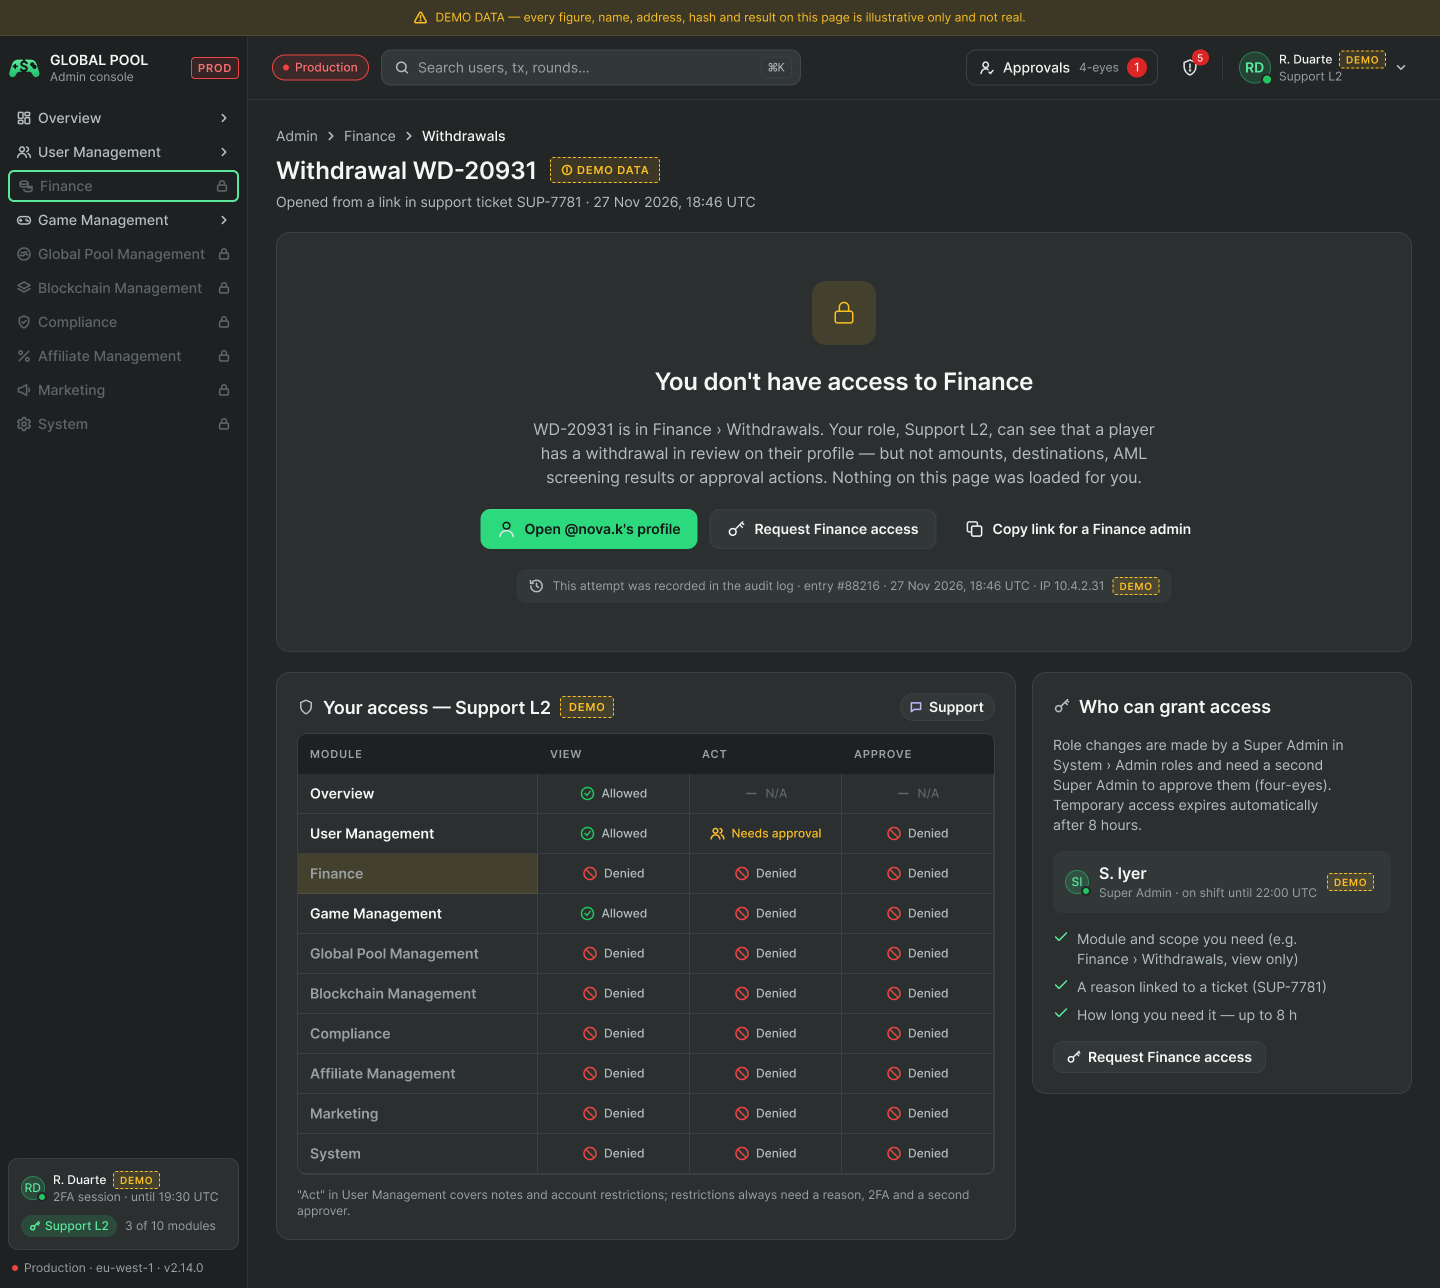 DEMO DATA — every figure, name, address, hash and result on this page is illustrative only and not real.
GLOBAL POOL
Admin console
PROD
Production
Search users, tx, rounds...
⌘K
Approvals 4-eyes 1
5
RD
R. Duarte DEMO
Support L2
Overview
User Management
Finance
Game Management
Global Pool Management
Blockchain Management
Compliance
Affiliate Management
Marketing
System
Admin › Finance › Withdrawals
Withdrawal WD-20931 DEMO DATA
Opened from a link in support ticket SUP-7781 · 27 Nov 2026, 18:46 UTC
You don't have access to Finance
WD-20931 is in Finance › Withdrawals. Your role, Support L2, can see that a player
has a withdrawal in review on their profile — but not amounts, destinations, AML
screening results or approval actions. Nothing on this page was loaded for you.
Open @nova.k's profile
Request Finance access
Copy link for a Finance admin
This attempt was recorded in the audit log · entry #88216 · 27 Nov 2026, 18:46 UTC · IP 10.4.2.31 DEMO
Your access — Support L2 DEMO
Support
MODULE VIEW ACT APPROVE
Overview Allowed — N/A — N/A
User Management Allowed Needs approval Denied
Finance Denied Denied Denied
Game Management Allowed Denied Denied
Global Pool Management Denied Denied Denied
Blockchain Management Denied Denied Denied
Compliance Denied Denied Denied
Affiliate Management Denied Denied Denied
Marketing Denied Denied Denied
System Denied Denied Denied
"Act" in User Management covers notes and account restrictions; restrictions always need a reason, 2FA and a second
approver.
Who can grant access
Role changes are made by a Super Admin in
System › Admin roles and need a second
Super Admin to approve them (four-eyes).
Temporary access expires automatically
after 8 hours.
SI
S. Iyer
Super Admin · on shift until 22:00 UTC
DEMO
Module and scope you need (e.g.
Finance › Withdrawals, view only)
A reason linked to a ticket (SUP-7781)
How long you need it — up to 8 h
Request Finance access
RD
R. Duarte DEMO
2FA session · until 19:30 UTC
Support L2 3 of 10 modules
Production · eu-west-1 · v2.14.0